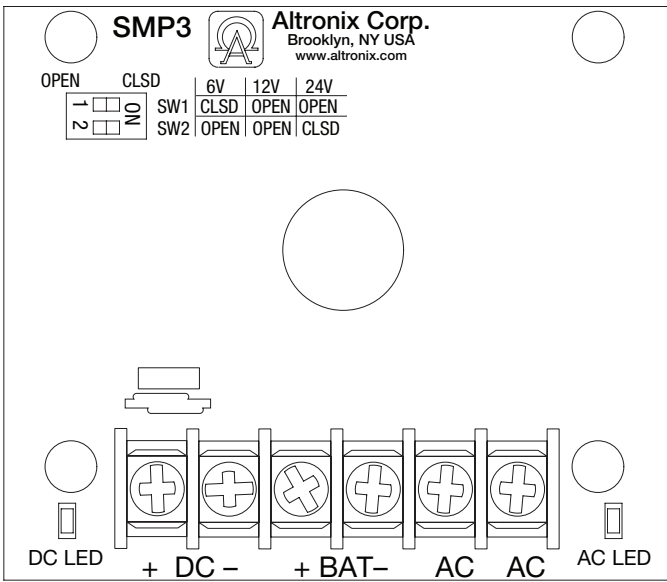 SMP3
Altronix Corp.
Brooklyn, NY USA
www.altronix.com
OPEN CLSD
6V 12V 24V
1 ON SW1 CLSD OPEN OPEN
2 SW2 OPEN OPEN CLSD
DC LED
+ DC –
+ BAT–
AC AC
AC LED